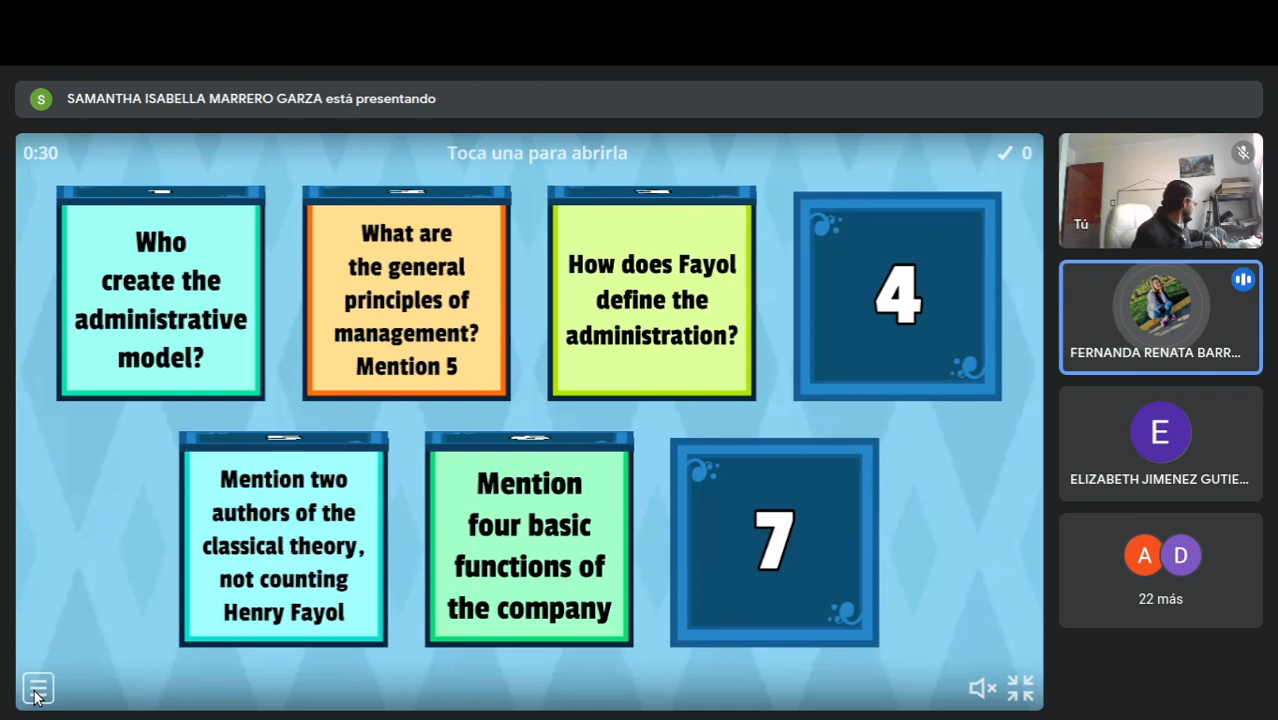 S
SAMANTHA ISABELLA MARRERO GARZA está presentando
0:30
Toca una para abrirla
0
Who
create the
administrative
model?
What are
the general
principles of
management?
Mention 5
How does Fayol
define the
administration?
4
Mention two
authors of the
classical theory,
not counting
Henry Fayol
Mention
four basic
functions of
the company
7
Tú
FERNANDA RENATA BARR...
E
ELIZABETH JIMENEZ GUTIE...
A
D
22 más